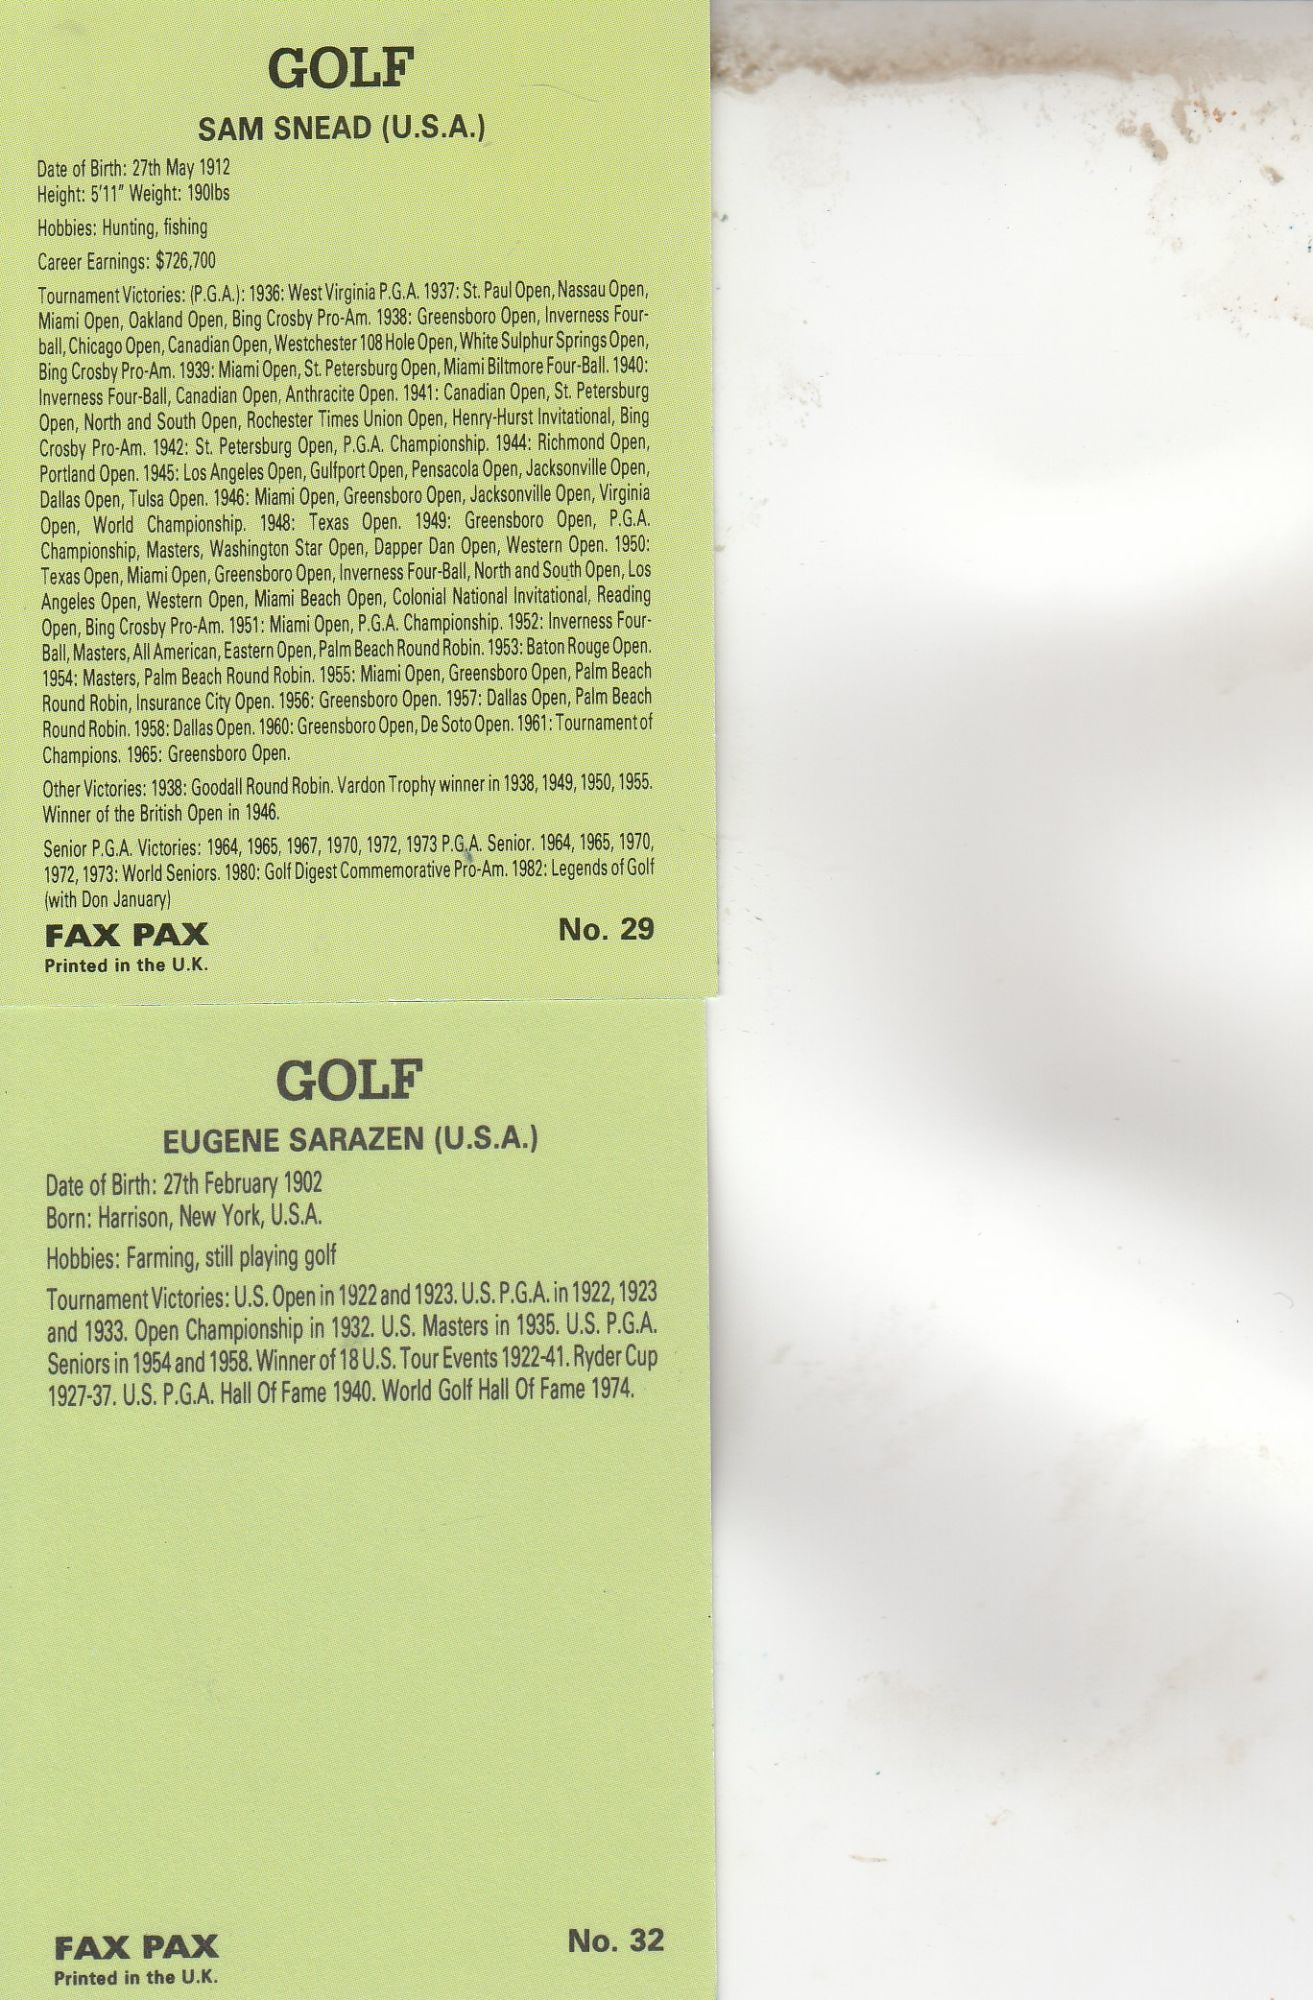 GOLF
SAM SNEAD (U.S.A.)
Date of Birth: 27th May 1912
Height: 5'11" Weight: 190lbs
Hobbies: Hunting, fishing
Career Earnings: $726,700
Tournament Victories: (P.G.A.): 1936: West Virginia P.G.A. 1937: St. Paul Open, Nassau Open,
Miami Open, Oakland Open, Bing Crosby Pro-Am. 1938: Greensboro Open, Inverness Four-
ball, Chicago Open, Canadian Open, Westchester 108 Hole Open, White Sulphur Springs Open,
Bing Crosby Pro-Am. 1939: Miami Open, St. Petersburg Open, Miami Biltmore Four-Ball. 1940:
Inverness Four-Ball, Canadian Open, Anthracite Open. 1941: Canadian Open, St. Petersburg
Open, North and South Open, Rochester Times Union Open, Henry-Hurst Invitational, Bing
Crosby Pro-Am. 1942: St. Petersburg Open, P.G.A. Championship. 1944: Richmond Open,
Portland Open. 1945: Los Angeles Open, Gulfport Open, Pensacola Open, Jacksonville Open,
Dallas Open, Tulsa Open. 1946: Miami Open, Greensboro Open, Jacksonville Open, Virginia
Open, World Championship. 1948: Texas Open. 1949: Greensboro Open, P.G.A.
Championship, Masters, Washington Star Open, Dapper Dan Open, Western Open. 1950:
Texas Open, Miami Open, Greensboro Open, Inverness Four-Ball, North and South Open, Los
Angeles Open, Western Open, Miami Beach Open, Colonial National Invitational, Reading
Open, Bing Crosby Pro-Am. 1951: Miami Open, P.G.A. Championship. 1952: Inverness Four-
Ball, Masters, All American, Eastern Open, Palm Beach Round Robin. 1953: Baton Rouge Open.
1954: Masters, Palm Beach Round Robin. 1955: Miami Open, Greensboro Open, Palm Beach
Round Robin, Insurance City Open. 1956: Greensboro Open. 1957: Dallas Open, Palm Beach
Round Robin. 1958: Dallas Open. 1960: Greensboro Open, De Soto Open. 1961: Tournament of
Champions. 1965: Greensboro Open.
Other Victories: 1938: Goodall Round Robin. Vardon Trophy winner in 1938, 1949, 1950, 1955.
Winner of the British Open in 1946.
Senior P.G.A. Victories: 1964, 1965, 1967, 1970, 1972, 1973 P.G.A. Senior. 1964, 1965, 1970,
1972, 1973: World Seniors. 1980: Golf Digest Commemorative Pro-Am. 1982: Legends of Golf
(with Don January)
FAX PAX
No. 29
Printed in the U.K.
GOLF
EUGENE SARAZEN (U.S.A.)
Date of Birth: 27th February 1902
Born: Harrison, New York, U.S.A.
Hobbies: Farming, still playing golf
Tournament Victories: U.S. Open in 1922 and 1923. U.S. P.G.A. in 1922, 1923
and 1933. Open Championship in 1932. U.S. Masters in 1935. U.S. P.G.A.
Seniors in 1954 and 1958. Winner of 18 U.S. Tour Events 1922-41. Ryder Cup
1927-37. U.S. P.G.A. Hall Of Fame 1940. World Golf Hall Of Fame 1974.
FAX PAX
No. 32
Printed in the U.K.